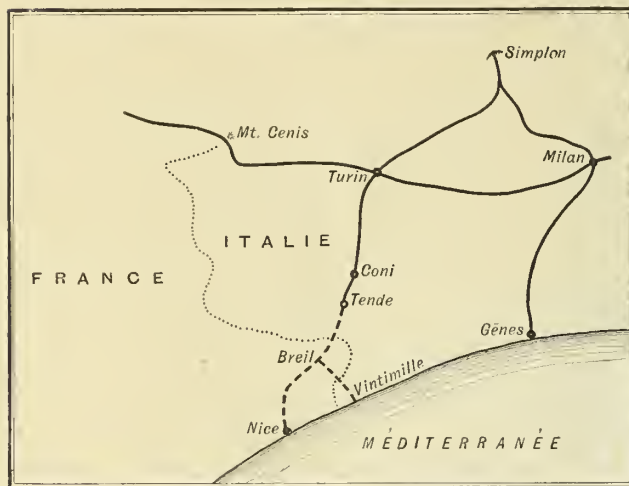 Simplon
Mt. Cenis
Milan
Turin
ITALIE
FRANCE
Coni
Tende
Gênes
Breil
Vintimille
Nice
MÉDITERRANÉE